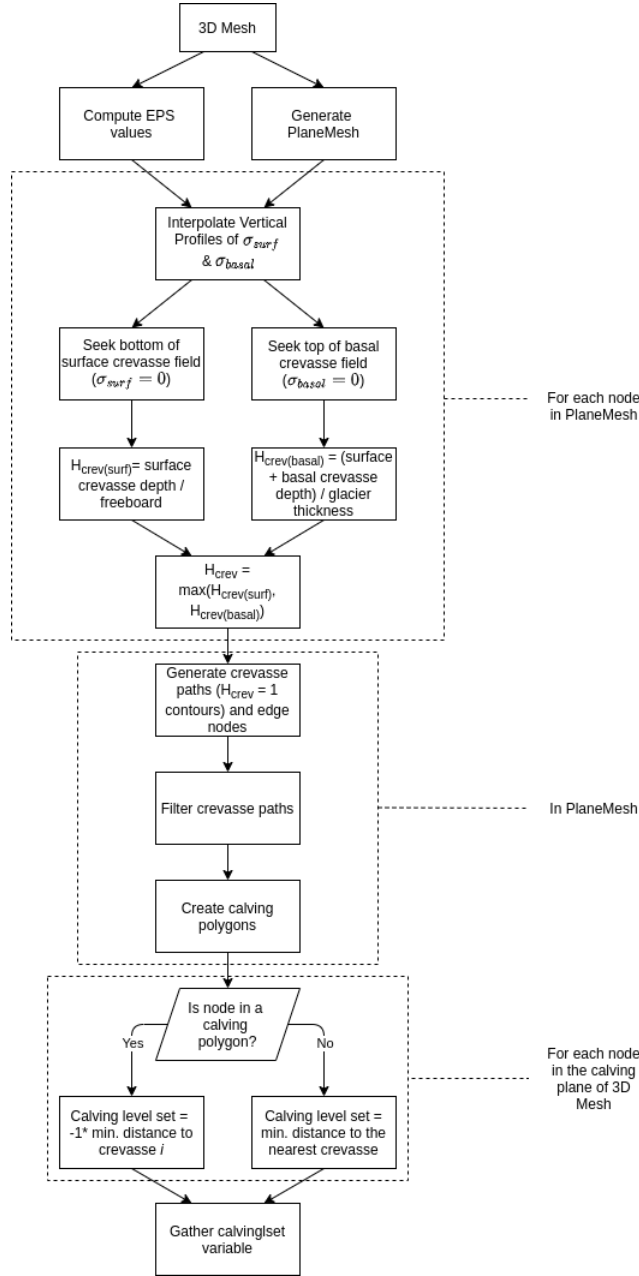 3D Mesh
Compute EPS
values
Generate
PlaneMesh
Interpolate Vertical
Profiles of σsurf
& σbasal
Seek bottom of
surface crevasse field
(σsurf = 0)
Seek top of basal
crevasse field
(σbasal = 0)
For each node
in PlaneMesh
Hcrev(surf)= surface
crevasse depth /
freeboard
Hcrev(basal) = (surface
+ basal crevasse
depth) / glacier
thickness
Hcrev =
max(Hcrev(surf),
Hcrev(basal))
Generate crevasse
paths (Hcrev = 1
contours) and edge
nodes
Filter crevasse paths
In PlaneMesh
Create calving
polygons
Is node in a
calving
polygon?
Yes
No
For each node
in the calving
plane of 3D
Mesh
Calving level set =
-1* min. distance to
crevasse i
Calving level set =
min. distance to the
nearest crevasse
Gather calvinglset
variable